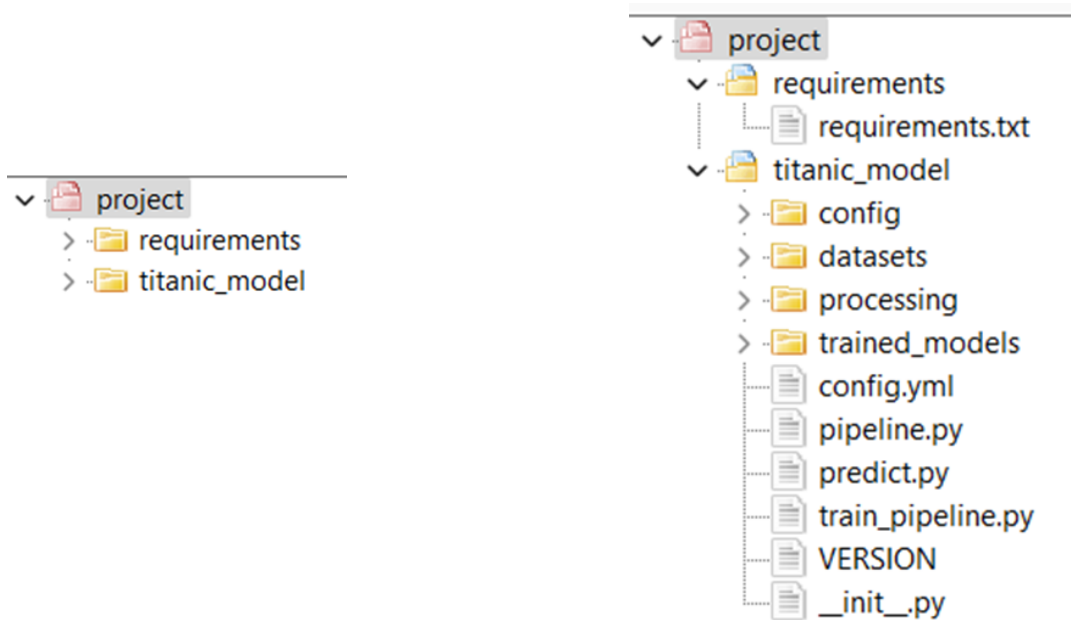 project
requirements
titanic_model
project
requirements
requirements.txt
titanic_model
config
datasets
processing
trained_models
config.yml
pipeline.py
predict.py
train_pipeline.py
VERSION
__init__.py